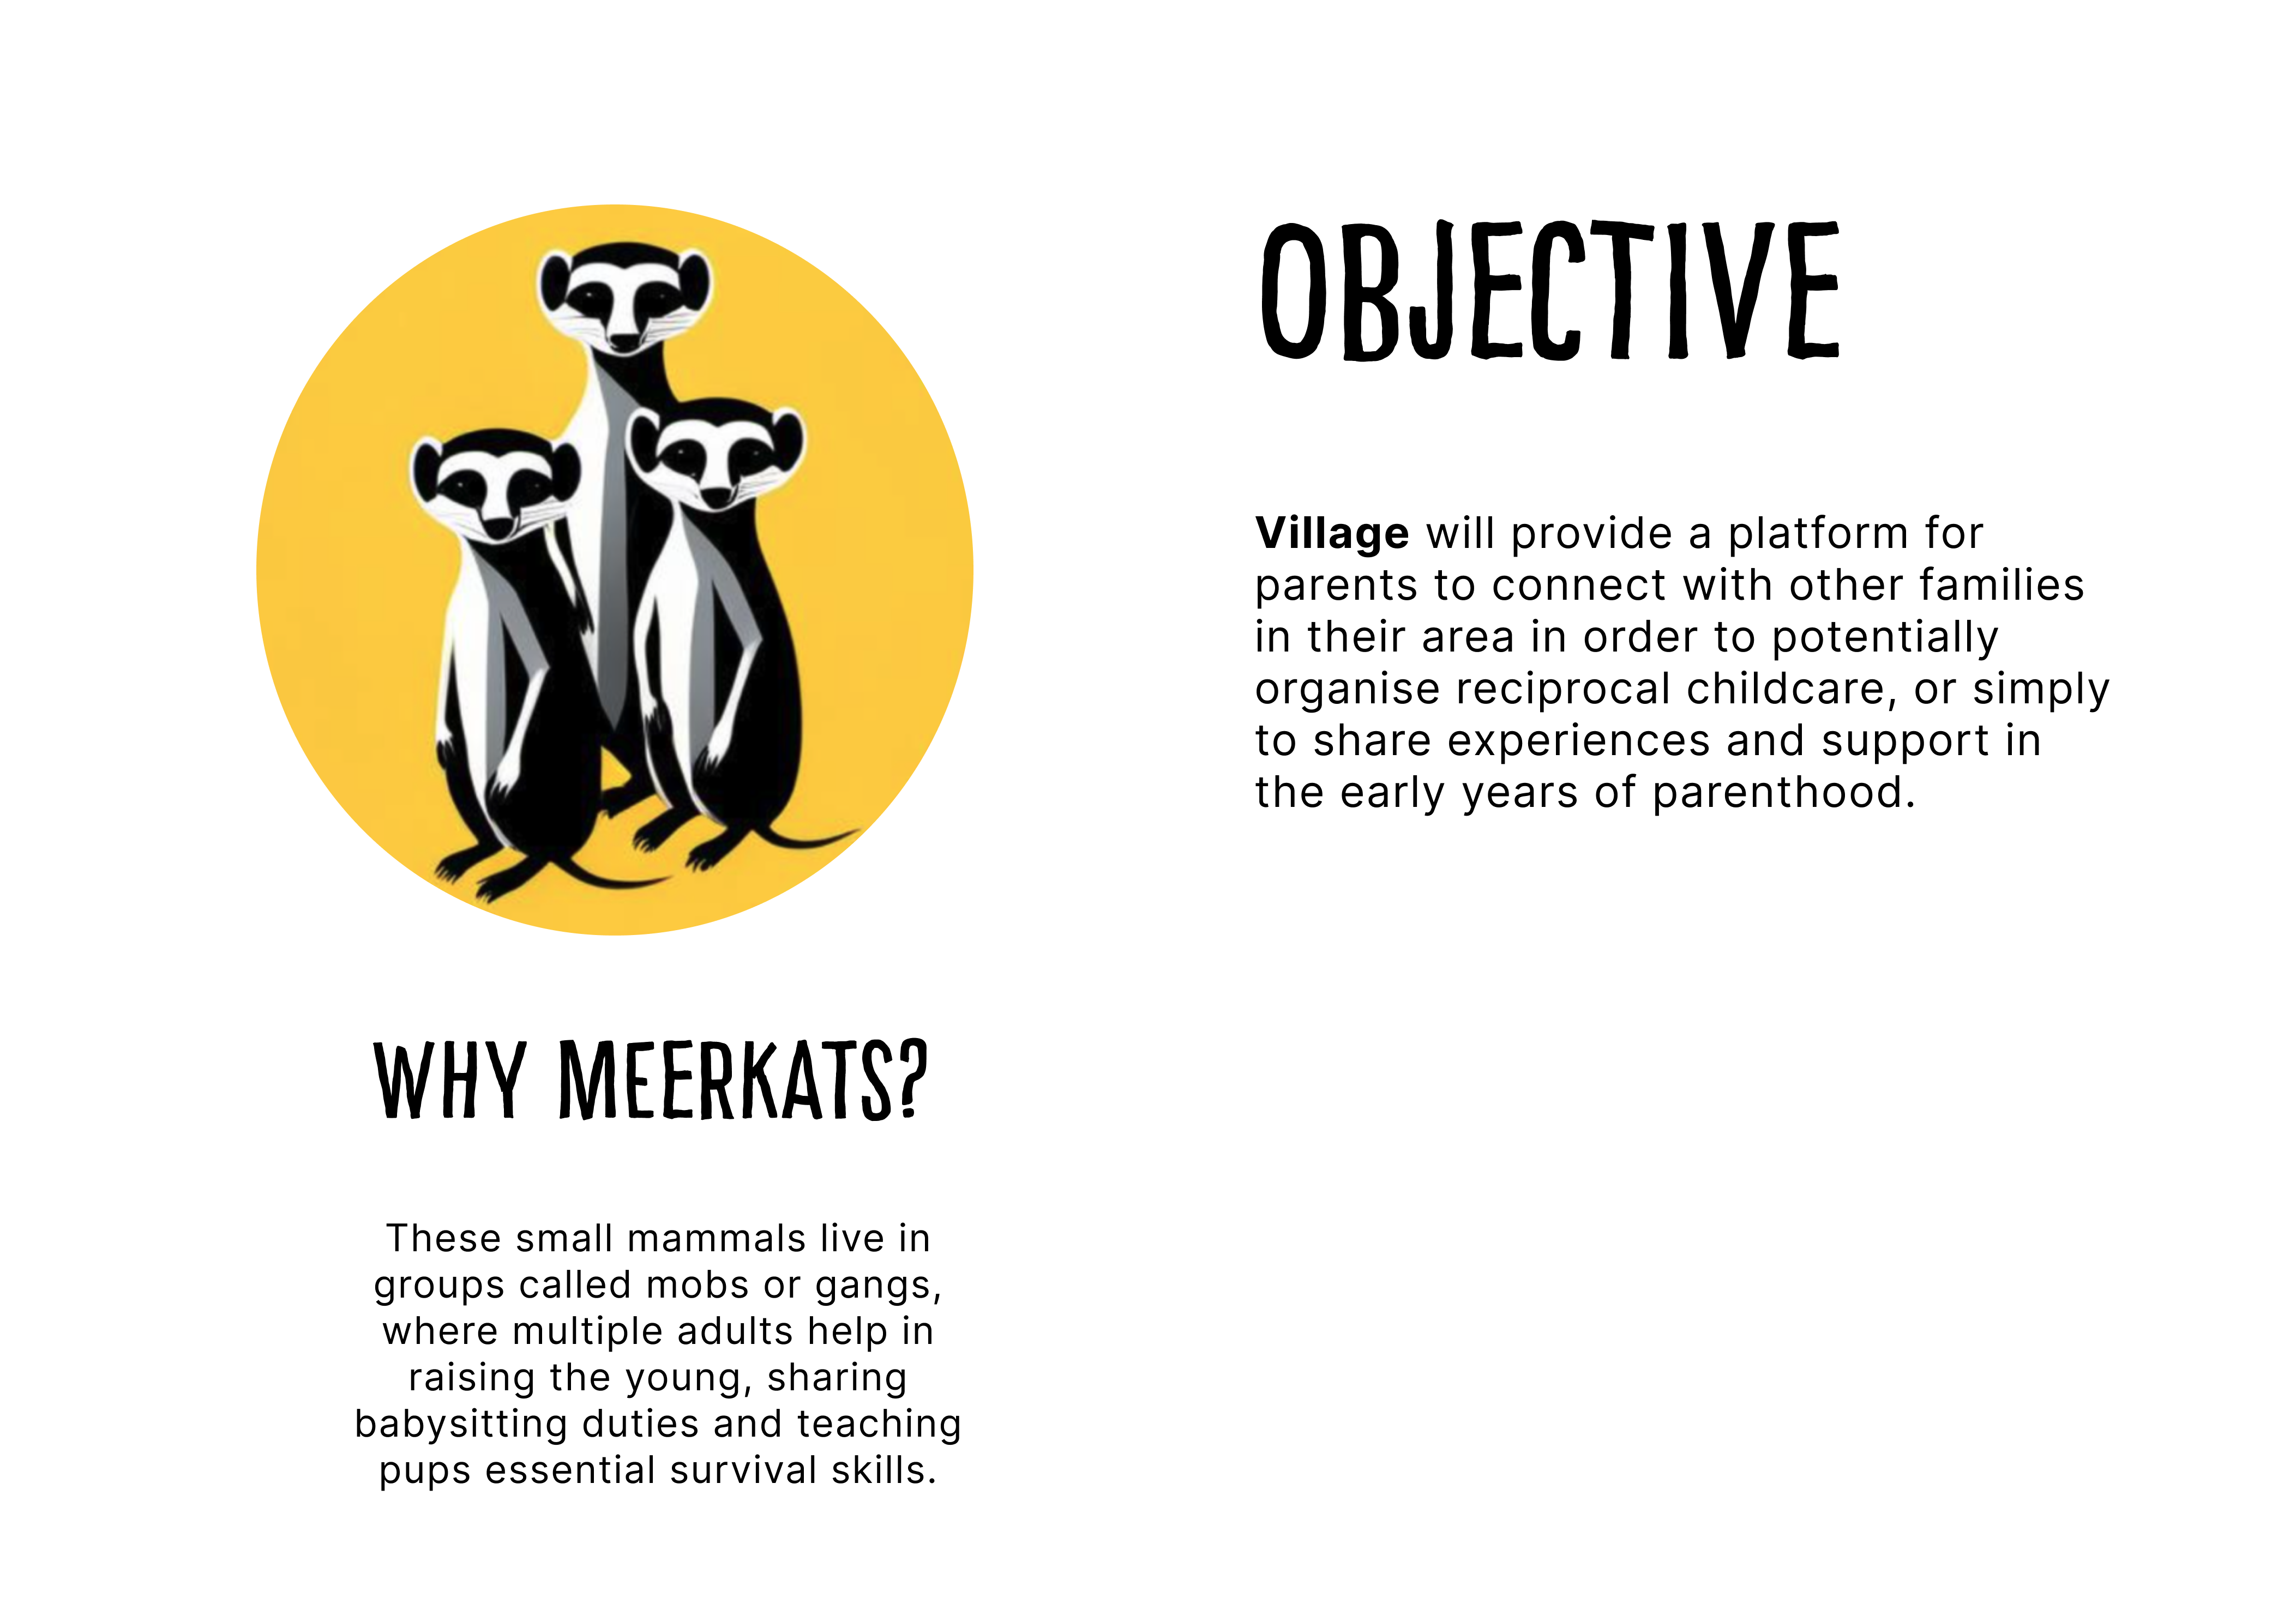 OBJECTIVE
Village will provide a platform for
parents to connect with other families
in their area in order to potentially
organise reciprocal childcare, or simply
to share experiences and support in
the early years of parenthood.
WHY MEERKATS?
These small mammals live in
groups called mobs or gangs,
where multiple adults help in
raising the young, sharing
babysitting duties and teaching
pups essential survival skills.